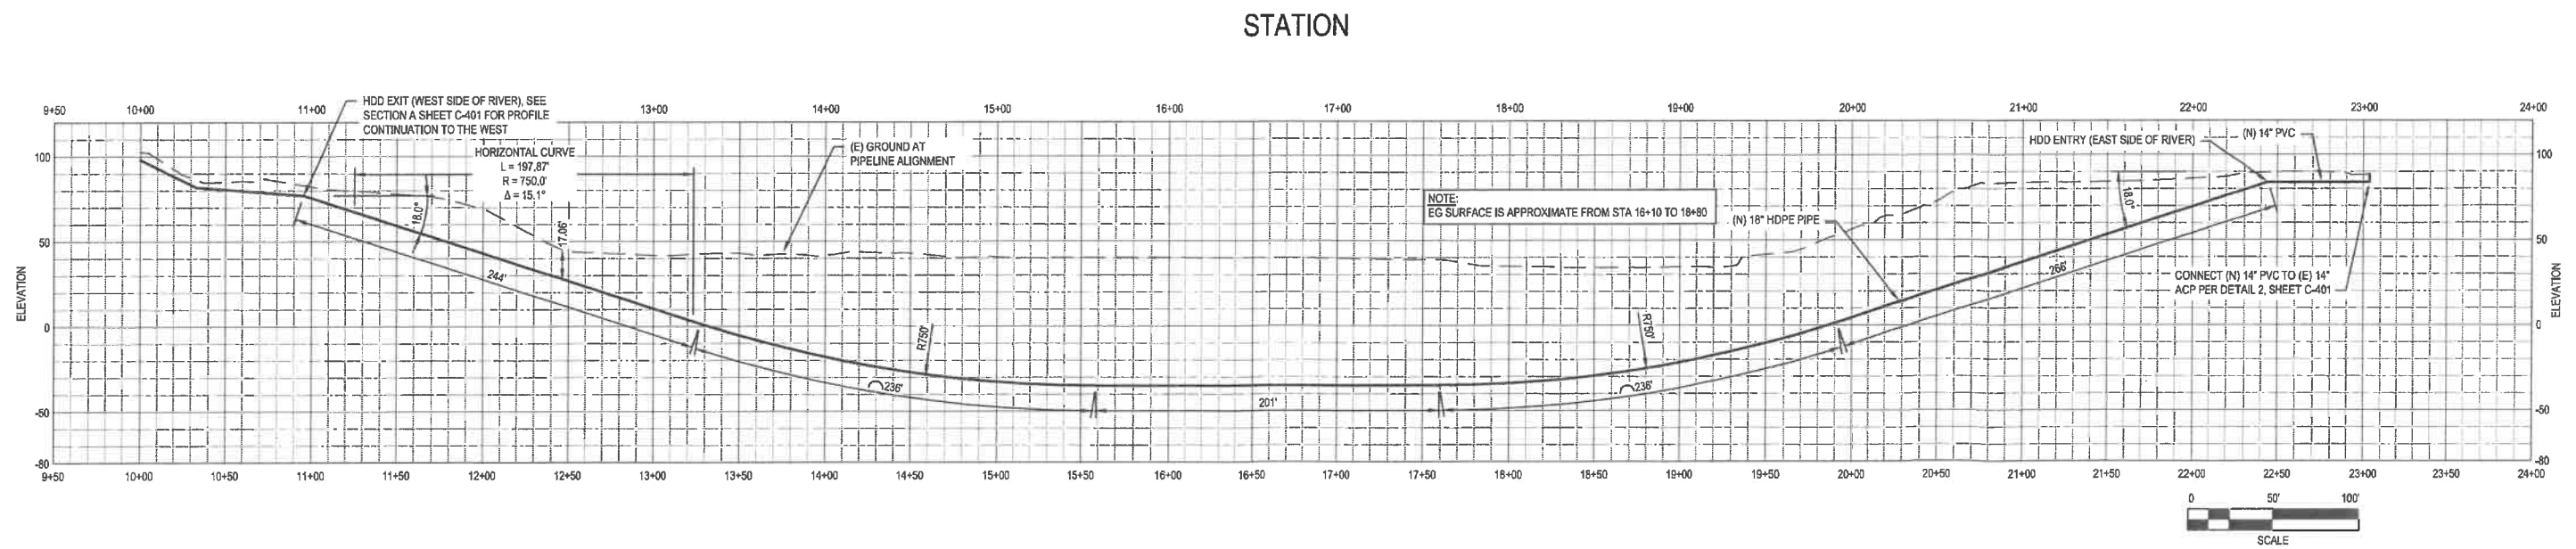 STATION
9+50 10+00 11+00 13+00 14+00 15+00 16+00 17+00 18+00 19+00 20+00 21+00 22+00 23+00 24+00
HDD EXIT (WEST SIDE OF RIVER), SEE
SECTION A SHEET C-401 FOR PROFILE
CONTINUATION TO THE WEST
HORIZONTAL CURVE
L = 197.87'
R = 750.0'
Δ = 15.1°
(E) GROUND AT
PIPELINE ALIGNMENT
NOTE:
EG SURFACE IS APPROXIMATE FROM STA 16+10 TO 18+80
(N) 18" HDPE PIPE
HDD ENTRY (EAST SIDE OF RIVER)
(N) 14" PVC
CONNECT (N) 14" PVC TO (E) 14"
ACP PER DETAIL 2, SHEET C-401
100
50
0
-50
-80
ELEVATION
18.0°
17.06'
244'
R750'
236'
201'
R750'
236'
266'
18.0°
100
50
0
-50
-80
ELEVATION
9+50 10+00 10+50 11+00 11+50 12+00 12+50 13+00 13+50 14+00 14+50 15+00 15+50 16+00 16+50 17+00 17+50 18+00 18+50 19+00 19+50 20+00 20+50 21+00 21+50 22+00 22+50 23+00 23+50 24+00
0 50' 100'
SCALE